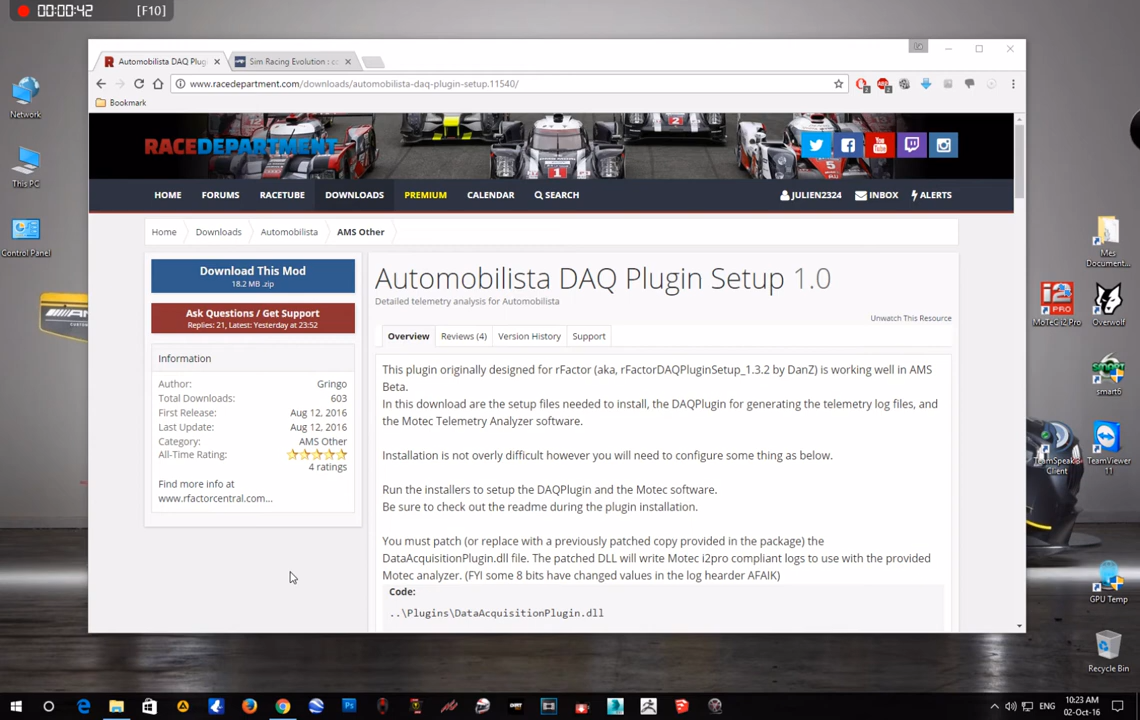 00:00:42 [F10]
Automobilista DAQ Plug
Sim Racing Evolution : c
www.racedepartment.com/downloads/automobilista-daq-plugin-setup.11540/
Bookmark
RACEDEPARTMENT
HOME FORUMS RACETUBE DOWNLOADS PREMIUM CALENDAR SEARCH JULIEN2324 INBOX ALERTS
Home Downloads Automobilista AMS Other
Download This Mod
18.2 MB .zip
Ask Questions / Get Support
Replies: 21, Latest: Yesterday at 23:52
Information
Author: Gringo
Total Downloads: 603
First Release: Aug 12, 2016
Last Update: Aug 12, 2016
Category: AMS Other
All-Time Rating:
4 ratings
Find more info at
www.rfactorcentral.com...
Automobilista DAQ Plugin Setup 1.0
Detailed telemetry analysis for Automobilista
Unwatch This Resource
Overview Reviews (4) Version History Support
This plugin originally designed for rFactor (aka, rFactorDAQPluginSetup_1.3.2 by DanZ) is working well in AMS
Beta.
In this download are the setup files needed to install, the DAQPlugin for generating the telemetry log files, and
the Motec Telemetry Analyzer software.
Installation is not overly difficult however you will need to configure some thing as below.
Run the installers to setup the DAQPlugin and the Motec software.
Be sure to check out the readme during the plugin installation.
You must patch (or replace with a previously patched copy provided in the package) the
DataAcquisitionPlugin.dll file. The patched DLL will write Motec i2pro compliant logs to use with the provided
Motec analyzer. (FYI some 8 bits have changed values in the log hearder AFAIK)
Code:
..\Plugins\DataAcquisitionPlugin.dll
Network
This PC
Control Panel
Mes
Document...
MoTeC i2 Pro
Overwolf
smart6
TeamSpeak
Client
TeamViewer
11
GPU Temp
Recycle Bin
ENG
10:23 AM
02-Oct-16